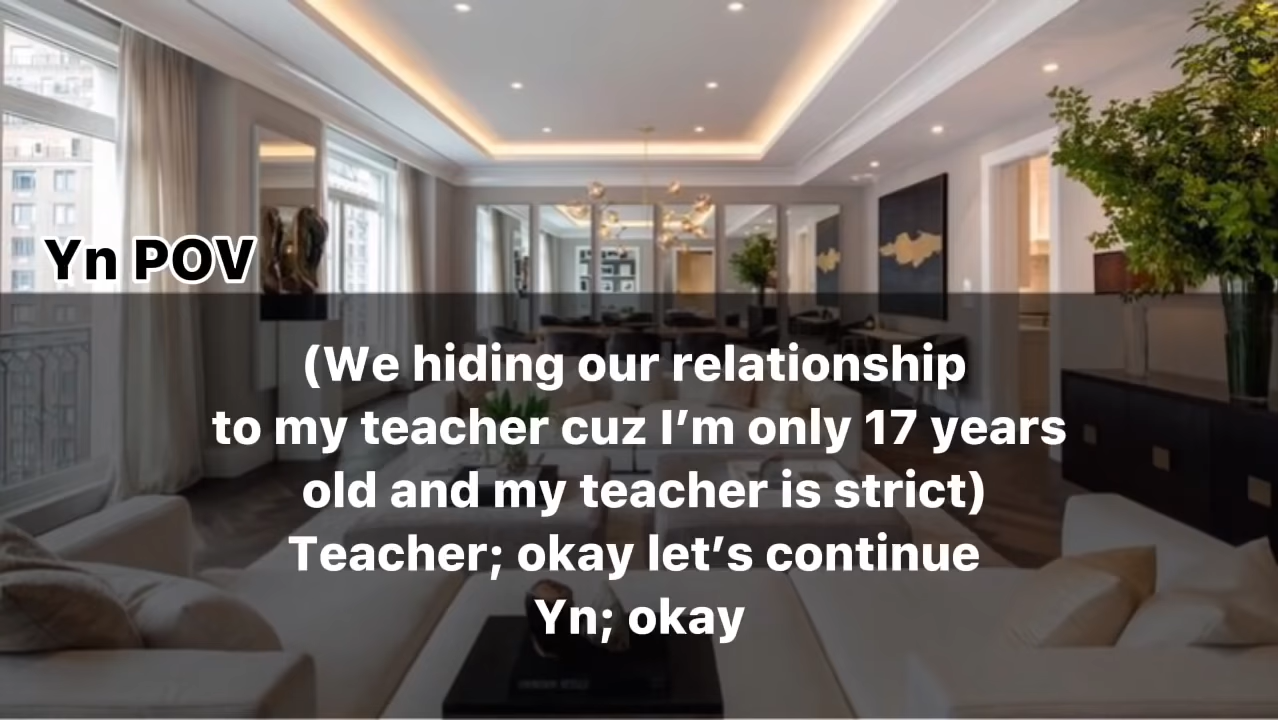 Yn POV
(We hiding our relationship
to my teacher cuz I’m only 17 years
old and my teacher is strict)
Teacher; okay let’s continue
Yn; okay